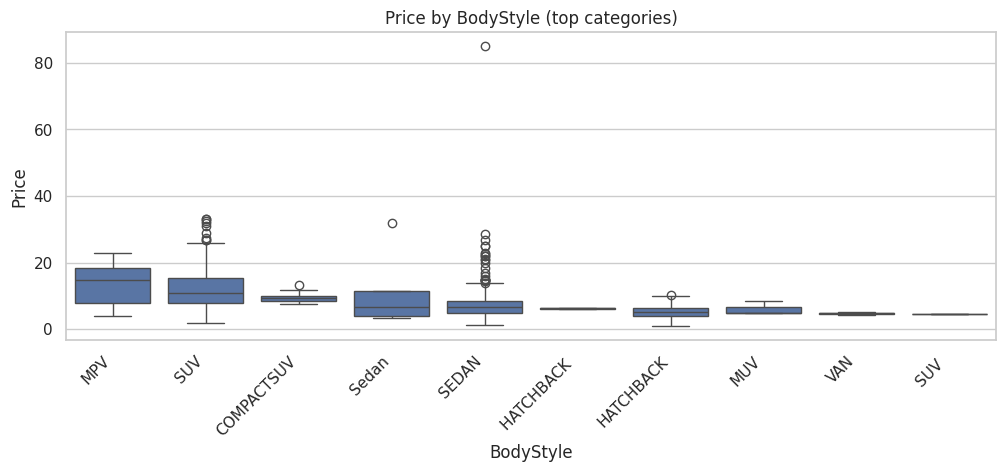 Price by BodyStyle (top categories)
Price
80
60
40
20
0
MPV
SUV
COMPACTSUV
Sedan
SEDAN
HATCHBACK
HATCHBACK
MUV
VAN
SUV
BodyStyle